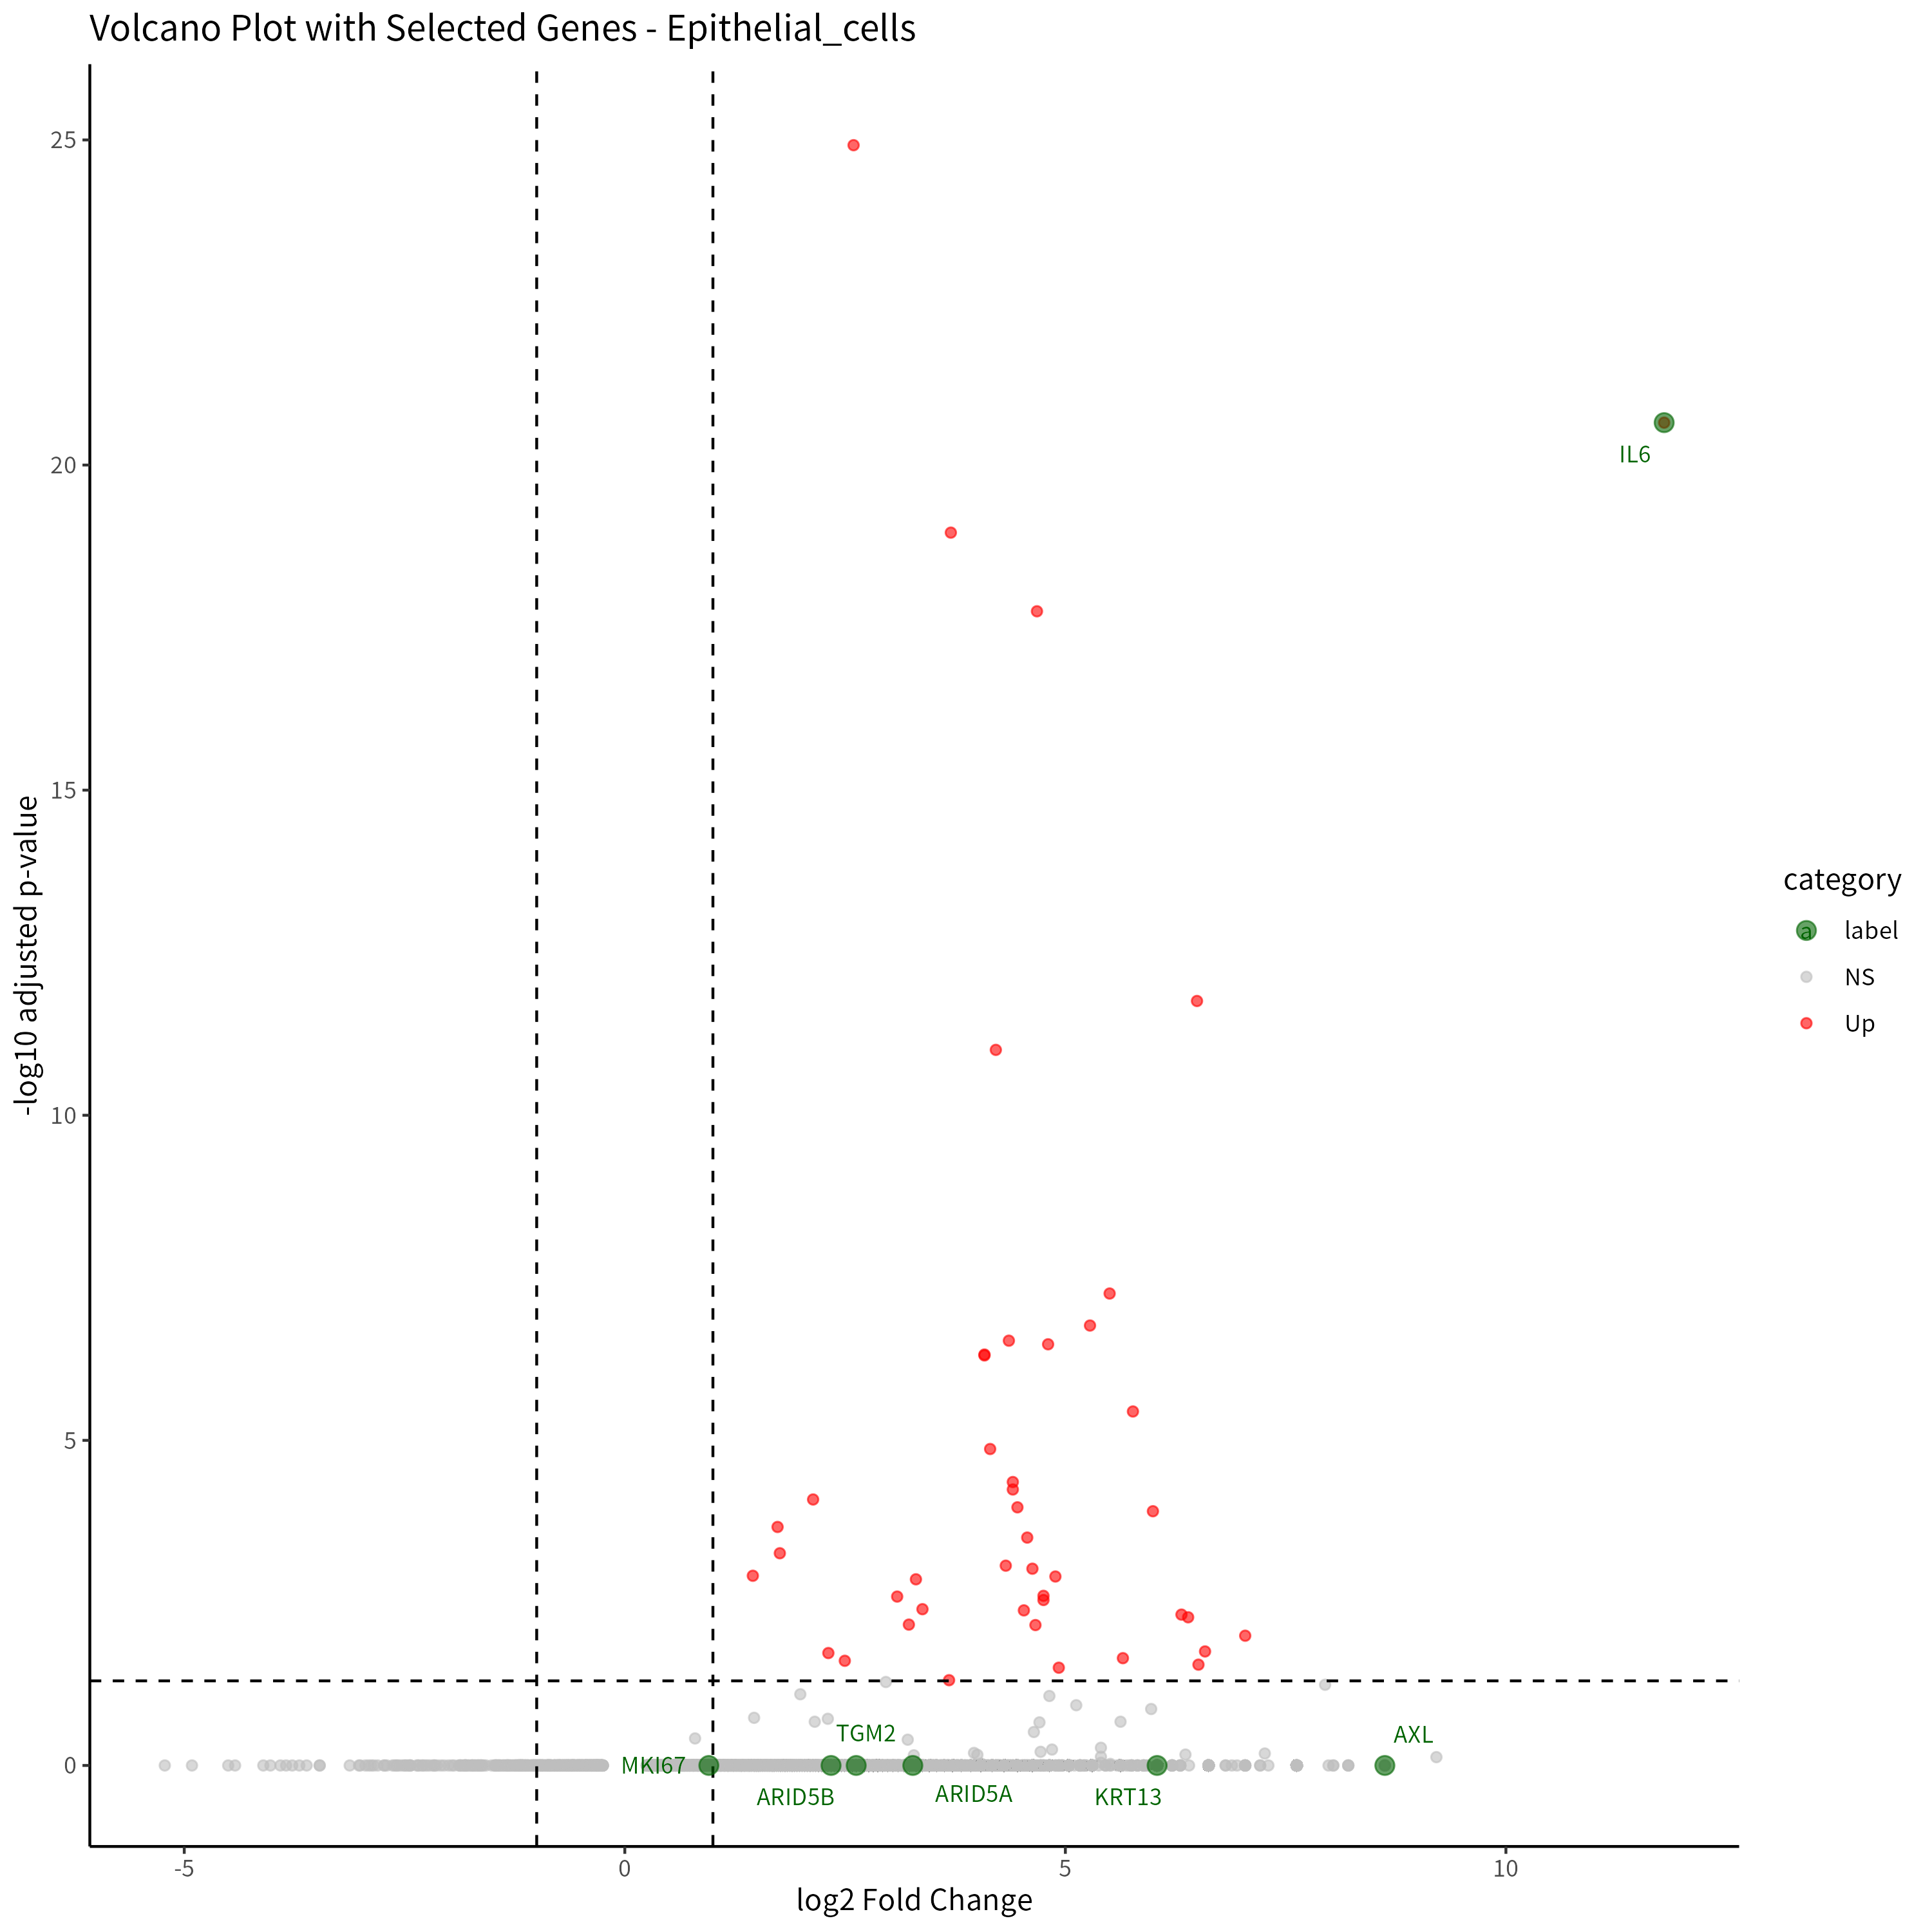 Volcano Plot with Selected Genes - Epithelial_cells
25
20
15
10
5
0
-log10 adjusted p-value
IL6
TGM2
AXL
MKI67
ARID5B
ARID5A
KRT13
-5
0
5
10
log2 Fold Change
category
a label
NS
Up